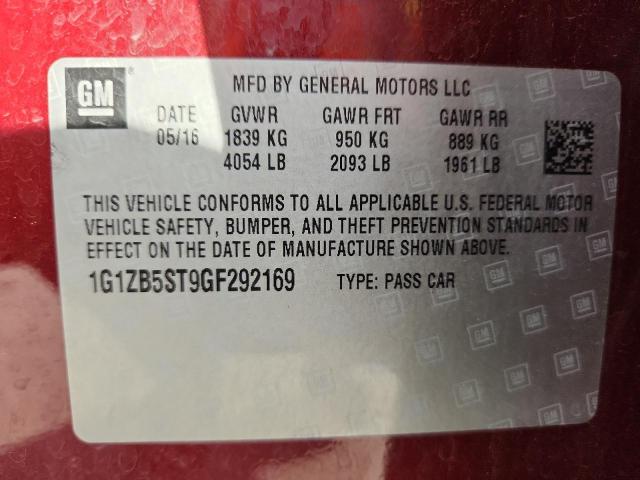 GM
MFD BY GENERAL MOTORS LLC
DATE GVWR GAWR FRT GAWR RR
05/16 1839 KG 950 KG 889 KG
4054 LB 2093 LB 1961 LB
THIS VEHICLE CONFORMS TO ALL APPLICABLE U.S. FEDERAL MOTOR
VEHICLE SAFETY, BUMPER, AND THEFT PREVENTION STANDARDS IN
EFFECT ON THE DATE OF MANUFACTURE SHOWN ABOVE.
1G1ZB5ST9GF292169 TYPE: PASS CAR